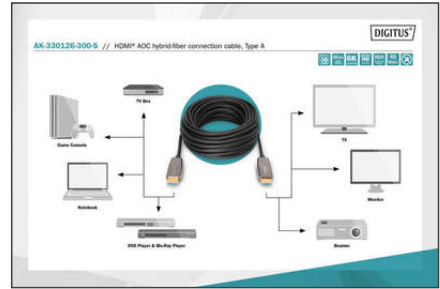 DIGITUS®
AK-330126-300-S // HDMI® AOC hybrid-fiber connection cable, Type A
8K
TV Box
Game Console
TV
Notebook
Monitor
DVD Player & Blu-Ray Player
Beamer